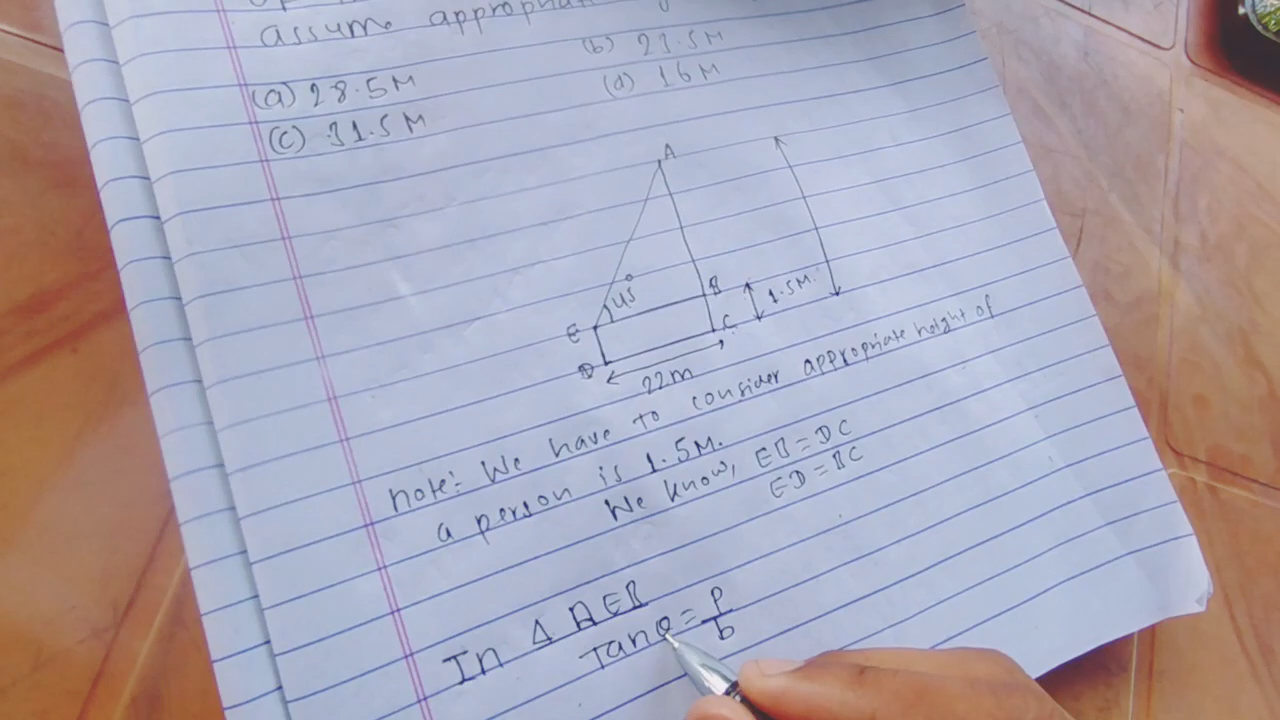 assume appropriate
(a) 28.5M
(b) 23.5M
(c) 31.5M
(d) 16M
A
45°
B
1.5M.
E
C
D
22m
Note: We have to consider appropriate height of
a person is 1.5M.
We know, EB=DC
ED=BC
In Δ AEB
Tanθ=P/b